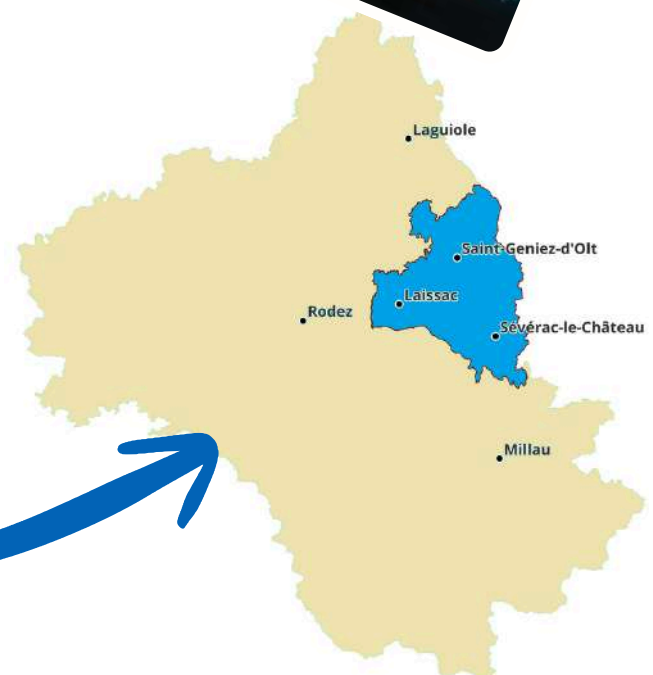 Laguiole
Saint-Geniez-d'Olt
Laissac
Rodez
Sévérac-le-Château
Millau